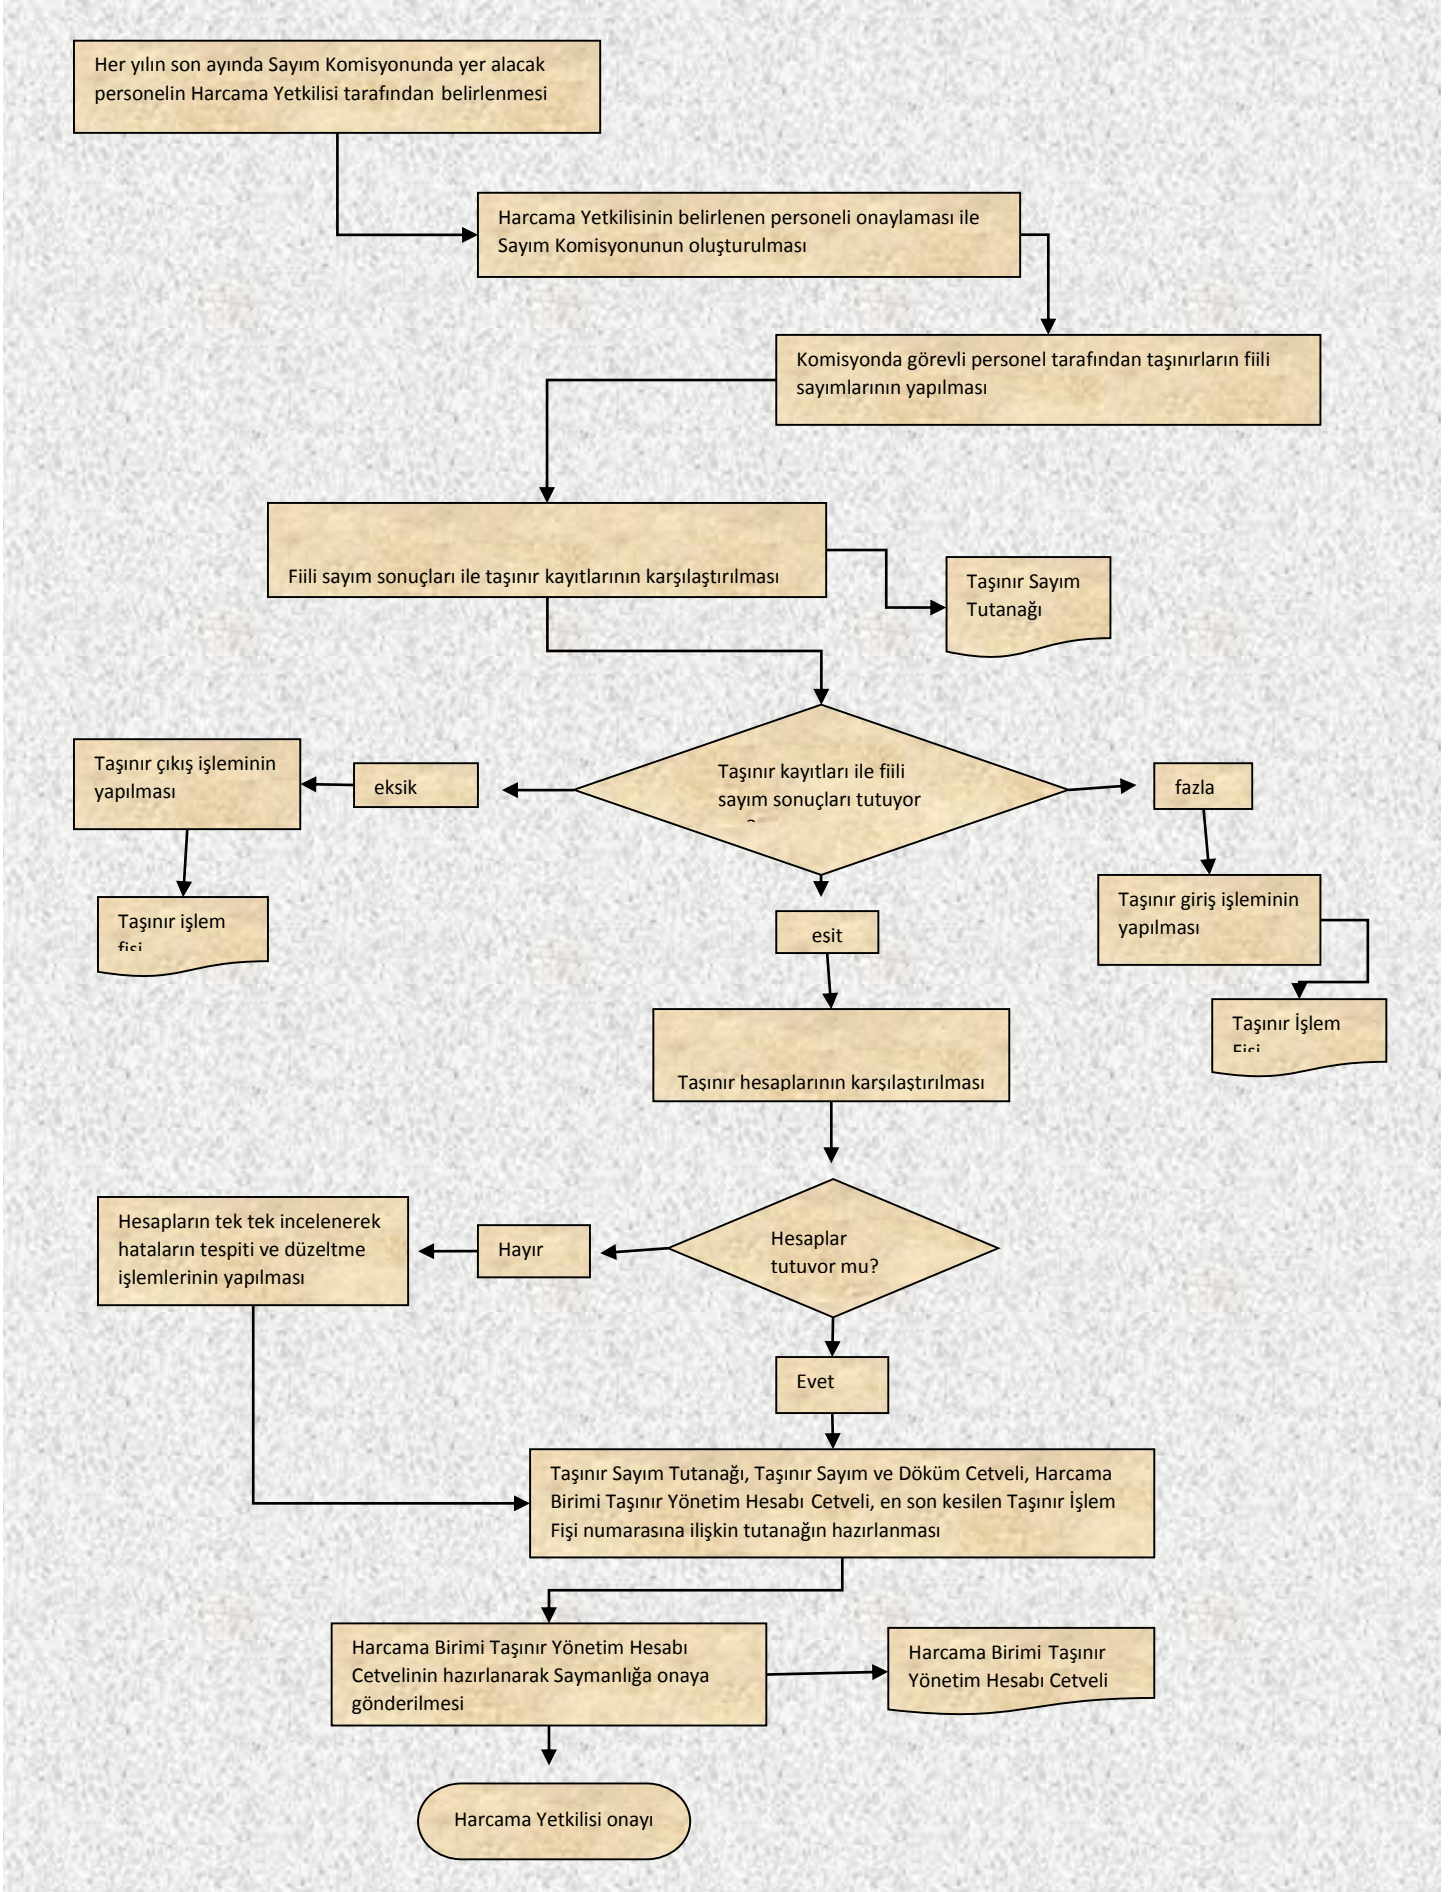 Her yılın son ayında Sayım Komisyonunda yer alacak
personelin Harcama Yetkilisi tarafından belirlenmesi
Harcama Yetkilisinin belirlenen personeli onaylaması ile
Sayım Komisyonunun oluşturulması
Komisyonda görevli personel tarafından taşınırların fiili
sayımlarının yapılması
Fiili sayım sonuçları ile taşınır kayıtlarının karşılaştırılması
Taşınır Sayım
Tutanağı
Taşınır kayıtları ile fiili
sayım sonuçları tutuyor
eksik
Taşınır çıkış işleminin
yapılması
Taşınır işlem
fişi
fazla
Taşınır giriş işleminin
yapılması
Taşınır İşlem
Fişi
eşit
Taşınır hesaplarının karşılaştırılması
Hesaplar
tutuyor mu?
Hayır
Hesapların tek tek incelenerek
hataların tespiti ve düzeltme
işlemlerinin yapılması
Evet
Taşınır Sayım Tutanağı, Taşınır Sayım ve Döküm Cetveli, Harcama
Birimi Taşınır Yönetim Hesabı Cetveli, en son kesilen Taşınır İşlem
Fişi numarasına ilişkin tutanağın hazırlanması
Harcama Birimi Taşınır Yönetim Hesabı
Cetvelinin hazırlanarak Saymanlığa onaya
gönderilmesi
Harcama Birimi Taşınır
Yönetim Hesabı Cetveli
Harcama Yetkilisi onayı